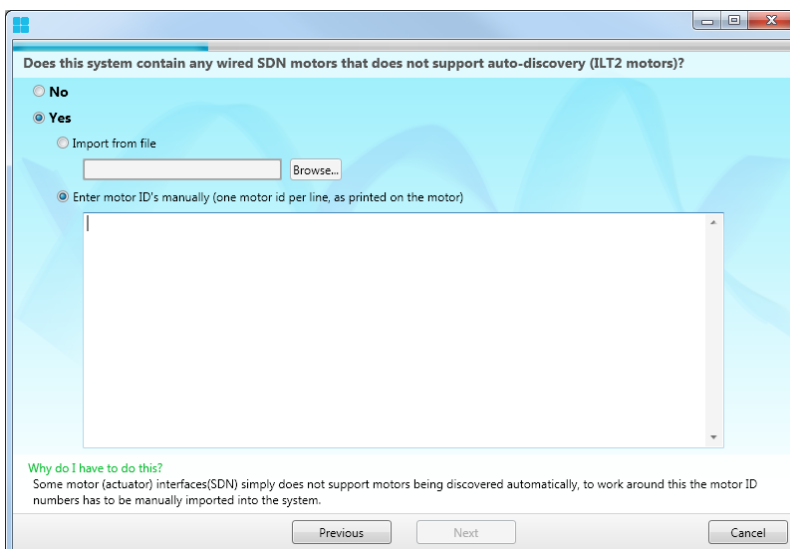 Does this system contain any wired SDN motors that does not support auto-discovery (ILT2 motors)?
No
Yes
Import from file
Browse...
Enter motor ID's manually (one motor id per line, as printed on the motor)
Why do I have to do this?
Some motor (actuator) interfaces(SDN) simply does not support motors being discovered automatically, to work around this the motor ID
numbers has to be manually imported into the system.
Previous
Next
Cancel